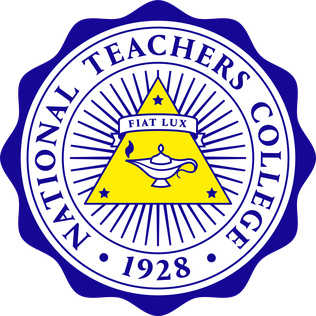 NATIONAL TEACHERS COLLEGE
FIAT LUX
• 1928 •